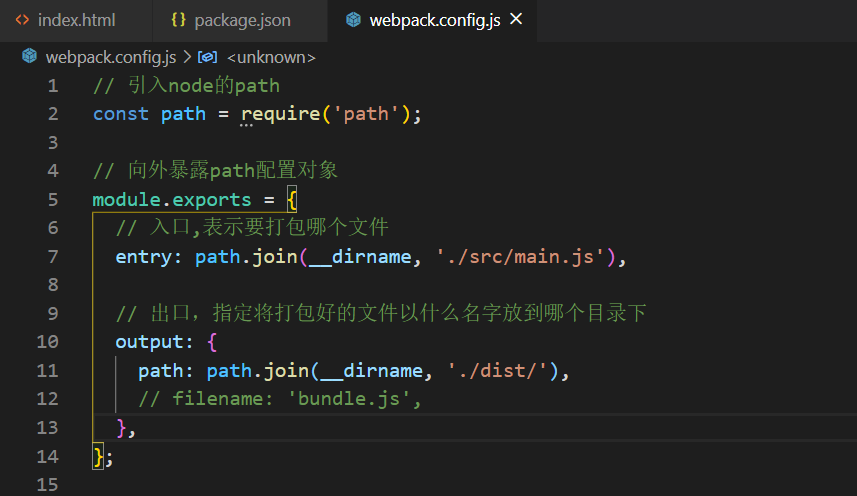 index.html package.json webpack.config.js
webpack.config.js > <unknown>
1 // 引入node的path
2 const path = require('path');
3
4 // 向外暴露path配置对象
5 module.exports = {
6 // 入口,表示要打包哪个文件
7 entry: path.join(__dirname, './src/main.js'),
8
9 // 出口，指定将打包好的文件以什么名字放到哪个目录下
10 output: {
11 path: path.join(__dirname, './dist/'),
12 // filename: 'bundle.js',
13 },
14 };
15